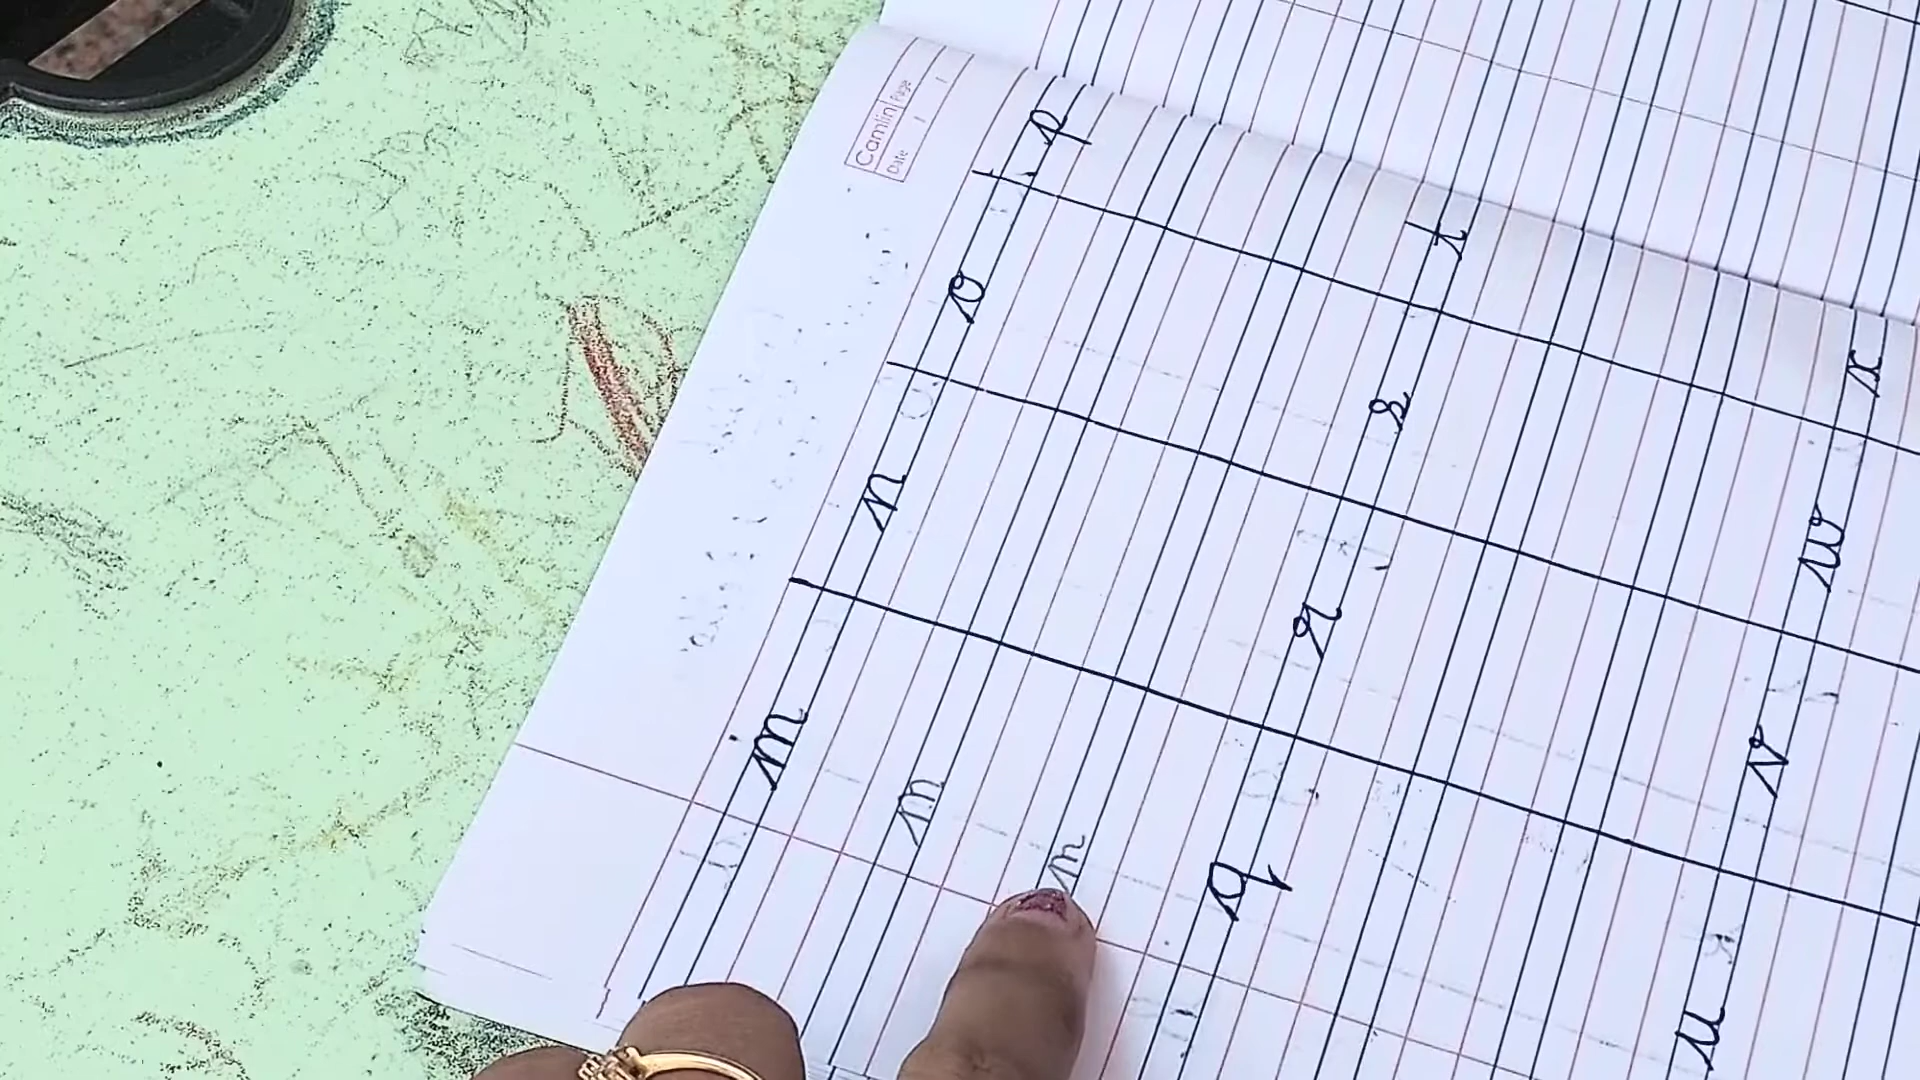 Camlin Page
Date / /
m n o p
m
m
q r s t
u v w x